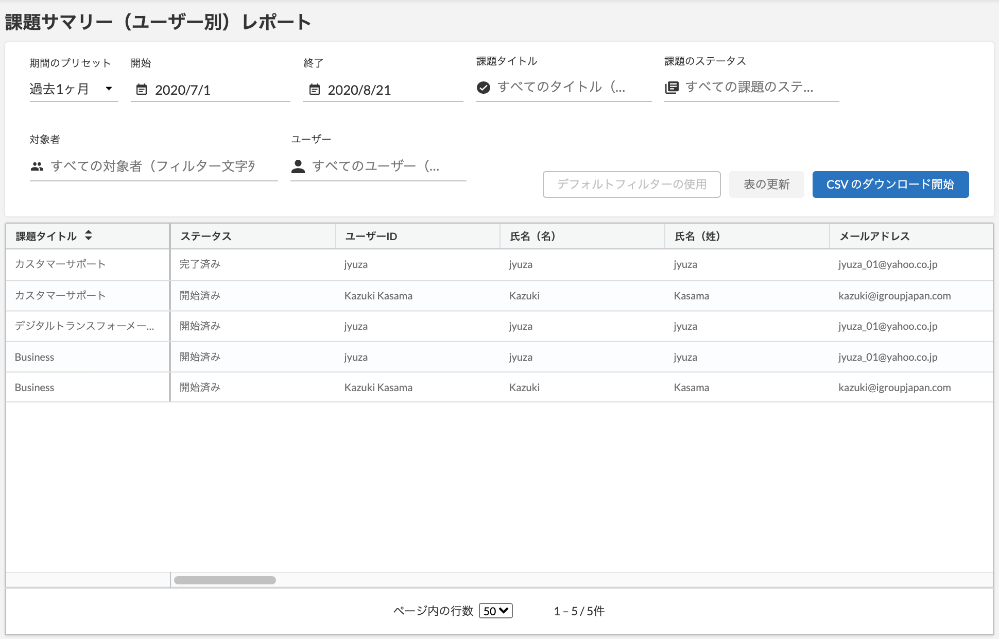 課題サマリー（ユーザー別）レポート
期間のプリセット 開始 終了 課題タイトル 課題のステータス
過去1ヶ月 2020/7/1 2020/8/21 すべてのタイトル（... すべての課題のステ...
対象者 ユーザー
すべての対象者（フィルター文字列 すべてのユーザー（...
デフォルトフィルターの使用 表の更新 CSV のダウンロード開始
課題タイトル ステータス ユーザーID 氏名（名） 氏名（姓） メールアドレス
カスタマーサポート 完了済み jyuza jyuza jyuza jyuza_01@yahoo.co.jp
カスタマーサポート 開始済み Kazuki Kasama Kazuki Kasama kazuki@igroupjapan.com
デジタルトランスフォーメー... 開始済み jyuza jyuza jyuza jyuza_01@yahoo.co.jp
Business 開始済み jyuza jyuza jyuza jyuza_01@yahoo.co.jp
Business 開始済み Kazuki Kasama Kazuki Kasama kazuki@igroupjapan.com
ページ内の行数 50 1 – 5 / 5件